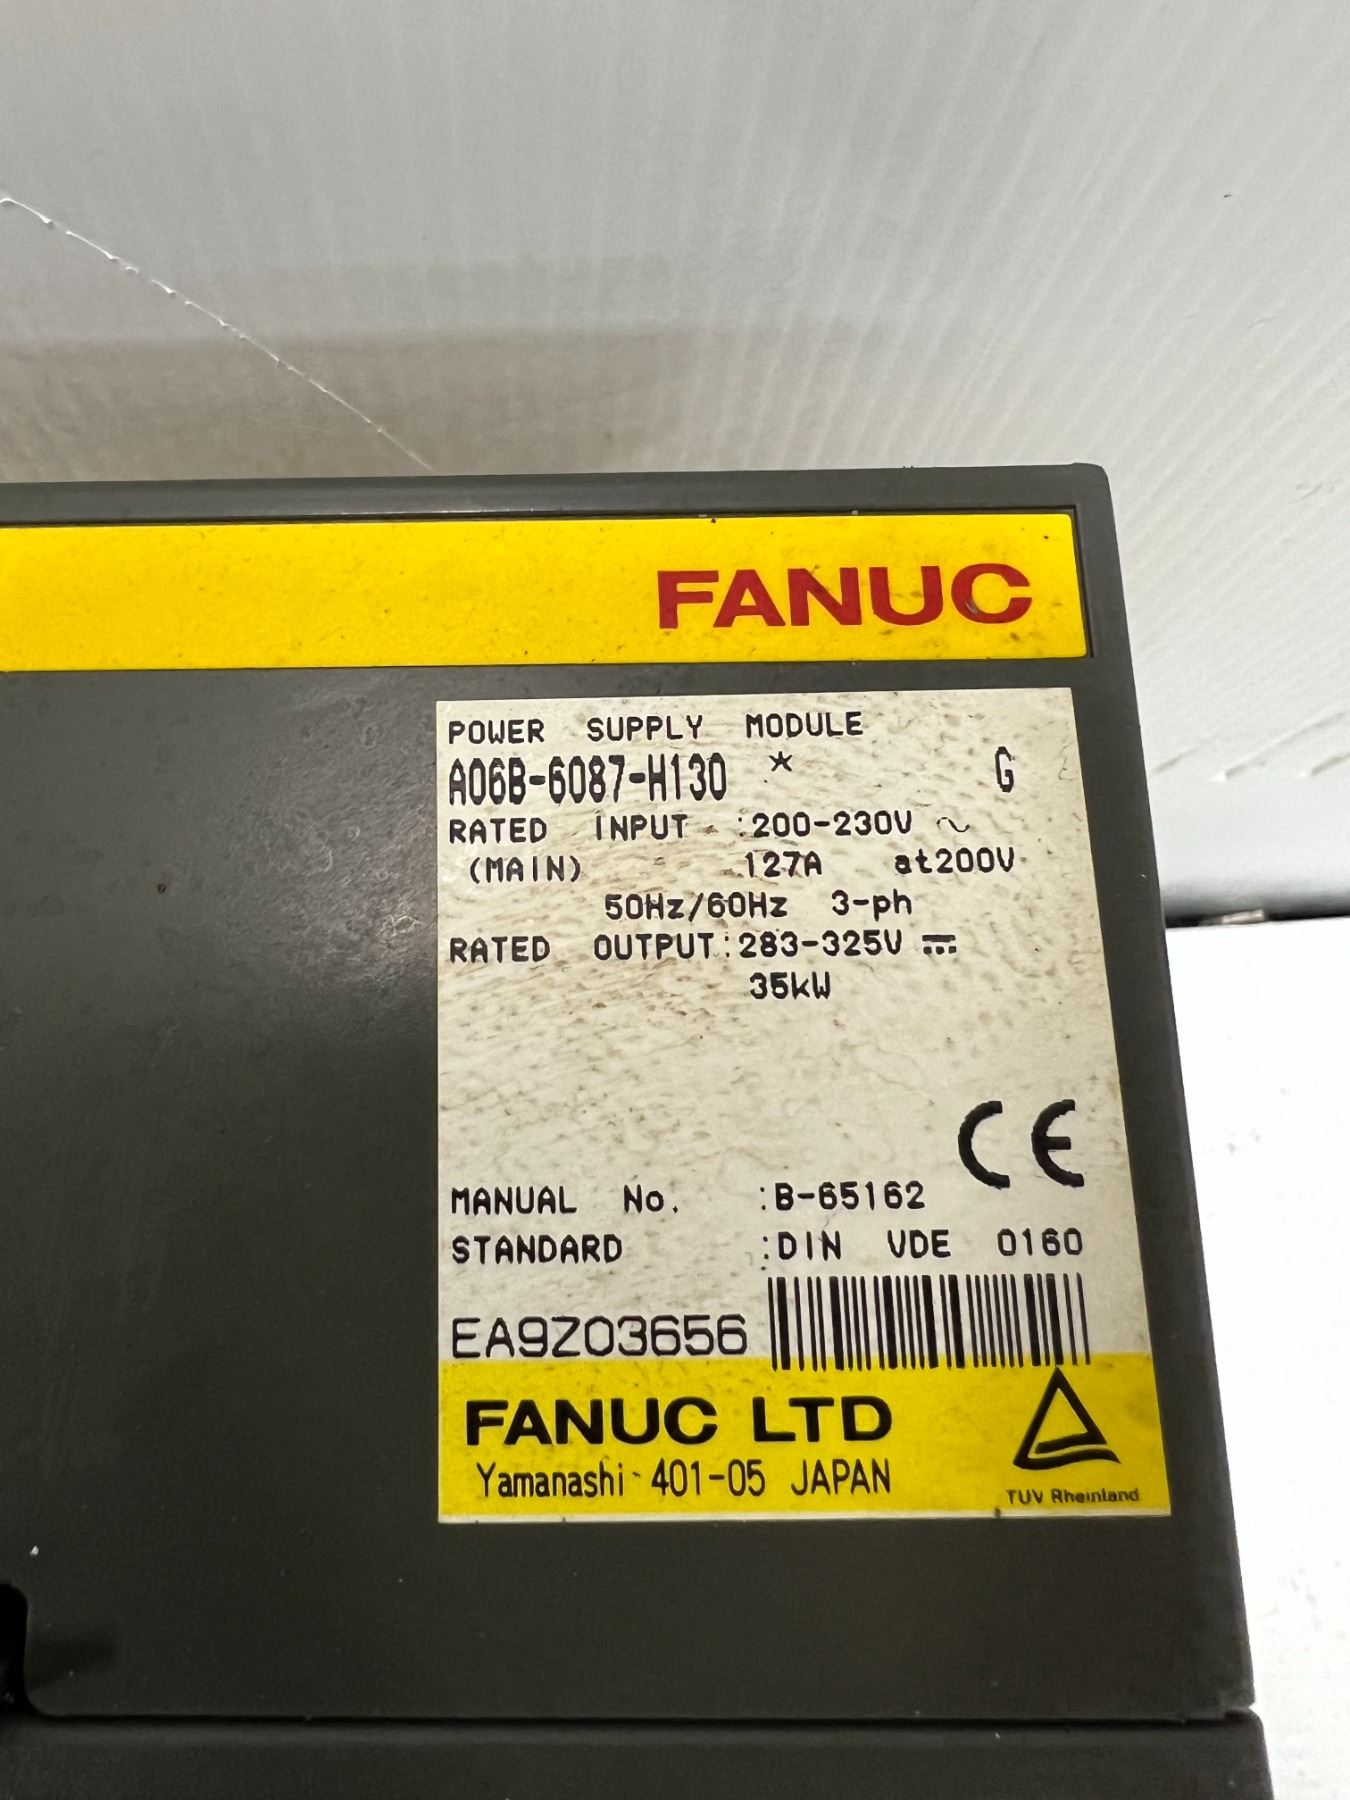 FANUC
POWER SUPPLY MODULE
A06B-6087-H130 * G
RATED INPUT :200-230V ~
(MAIN) 127A at200V
50Hz/60Hz 3-ph
RATED OUTPUT:283-325V ⎓
35kW
CE
MANUAL No. :B-65162
STANDARD :DIN VDE 0160
EA9Z03656
FANUC LTD
Yamanashi 401-05 JAPAN
TUV Rheinland